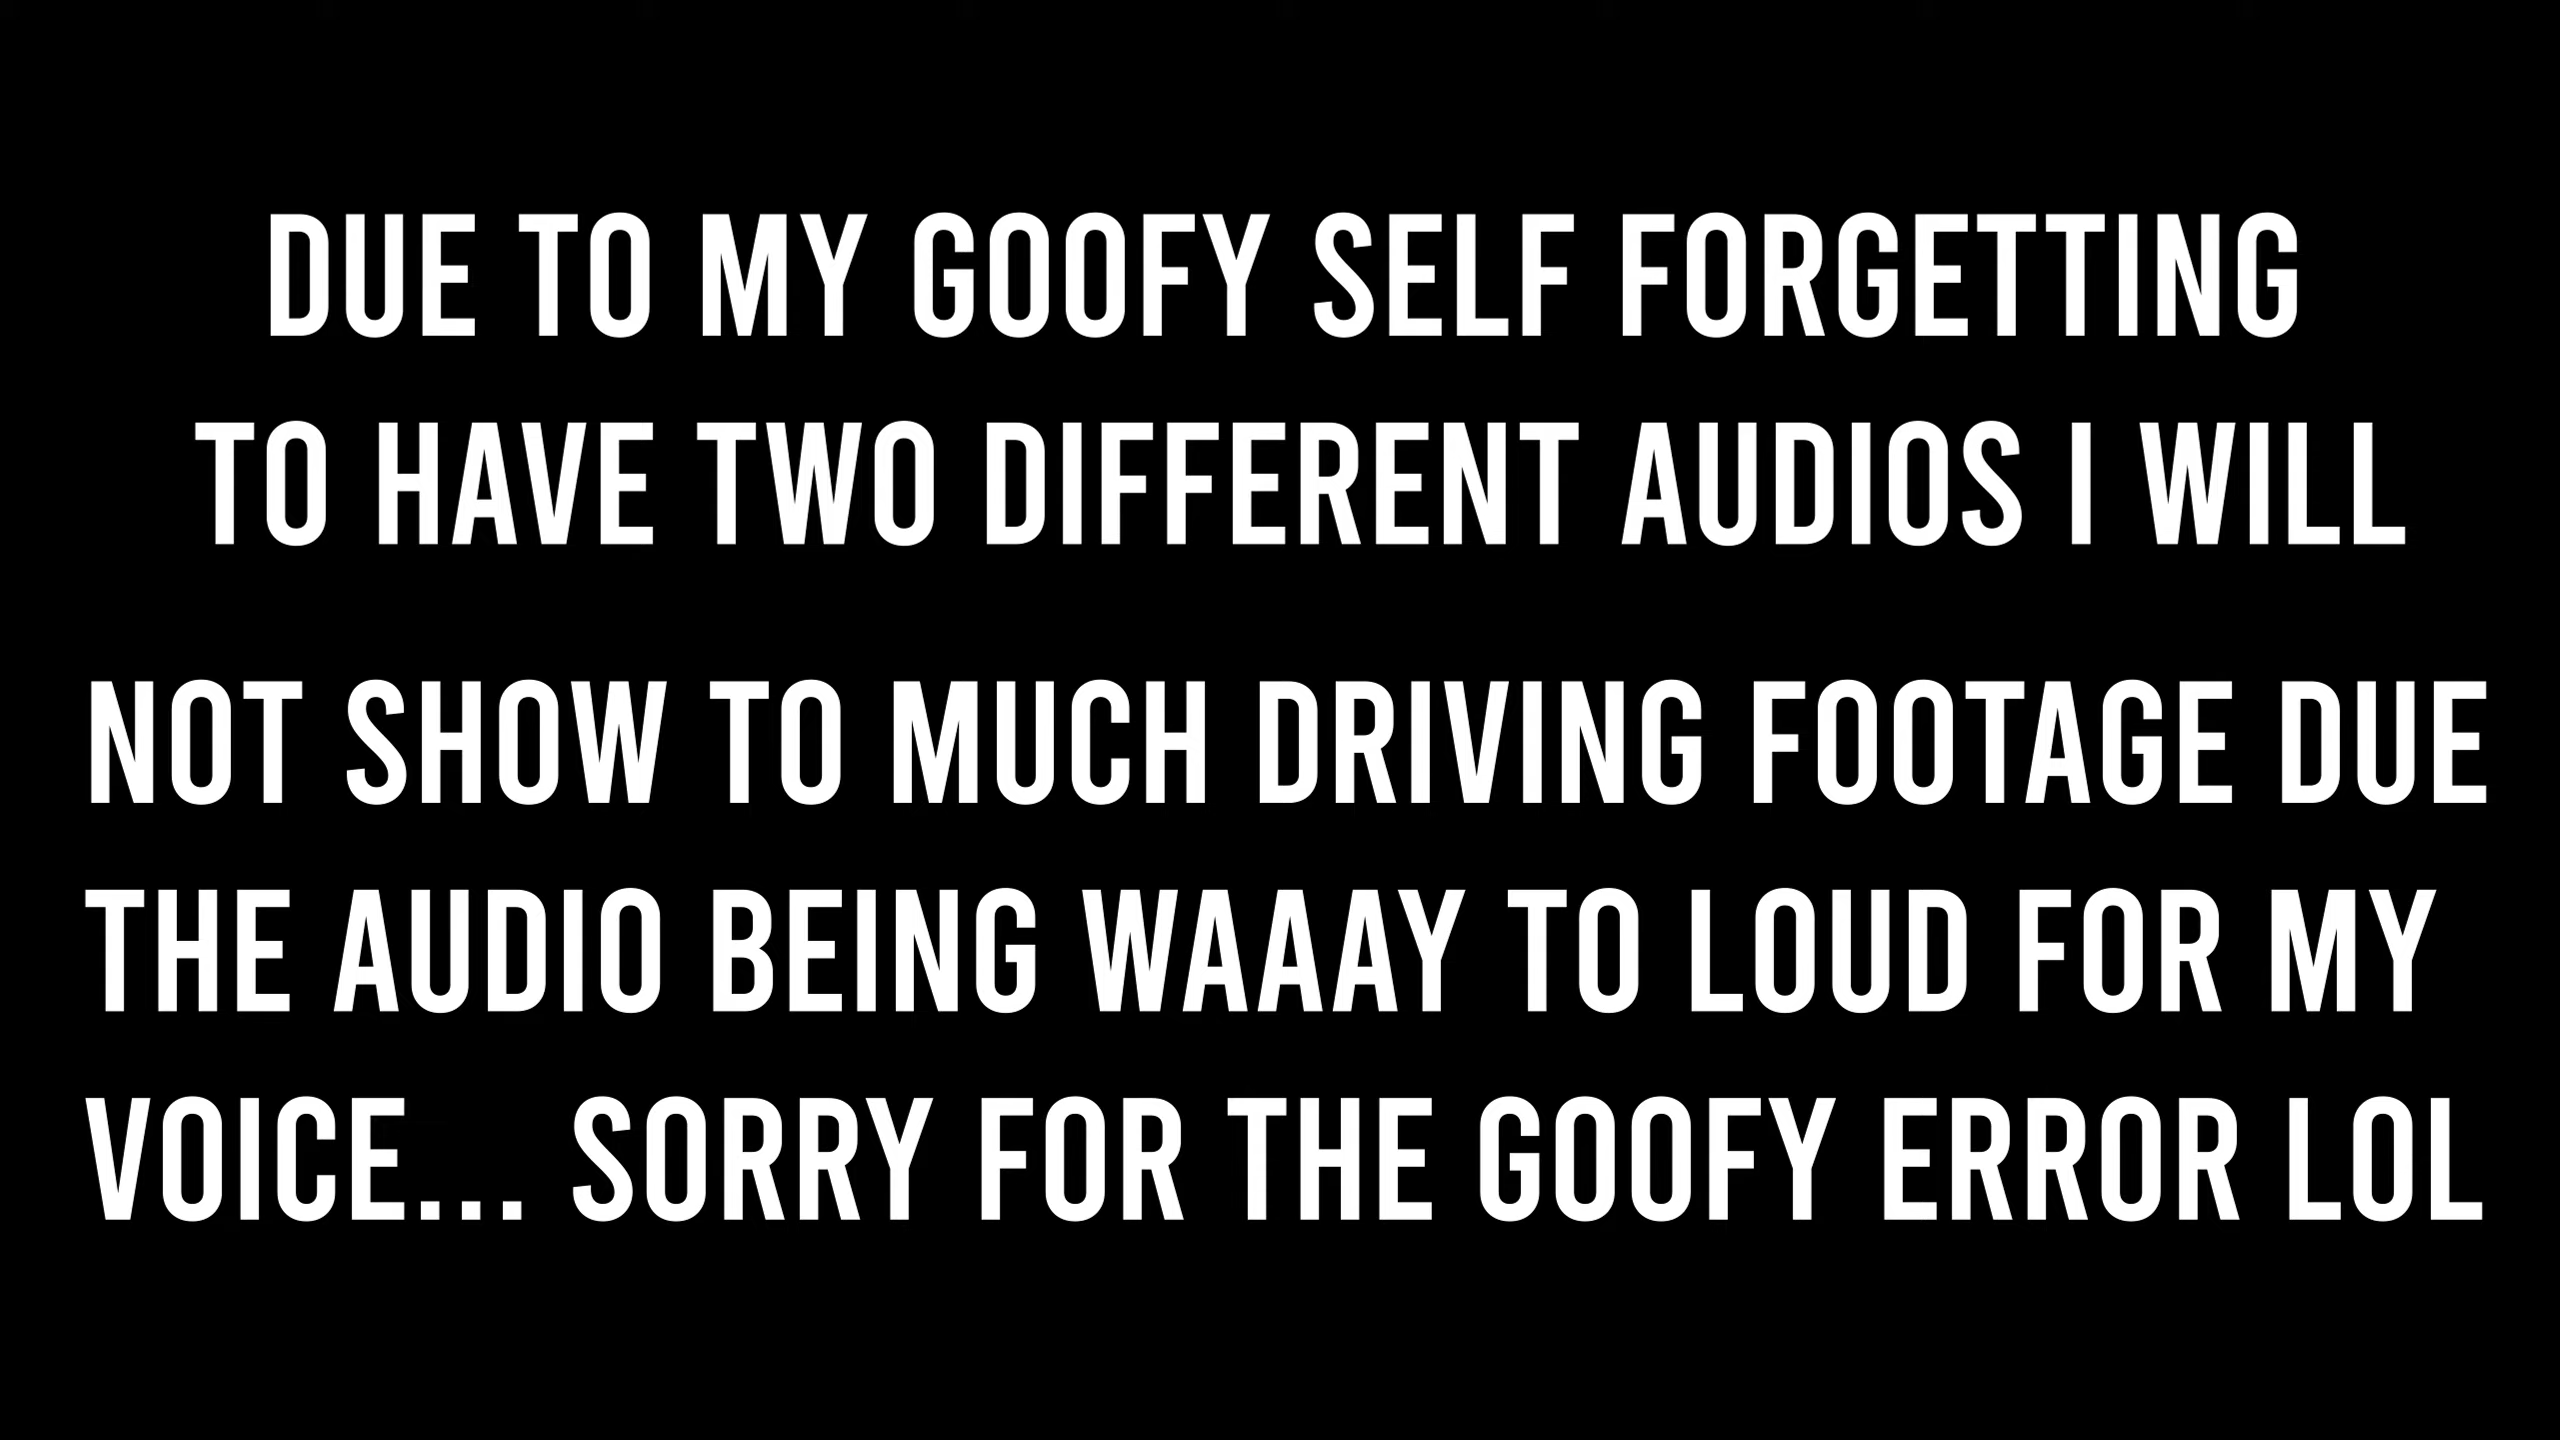 DUE TO MY GOOFY SELF FORGETTING
TO HAVE TWO DIFFERENT AUDIOS I WILL
NOT SHOW TO MUCH DRIVING FOOTAGE DUE
THE AUDIO BEING WAAAY TO LOUD FOR MY
VOICE... SORRY FOR THE GOOFY ERROR LOL